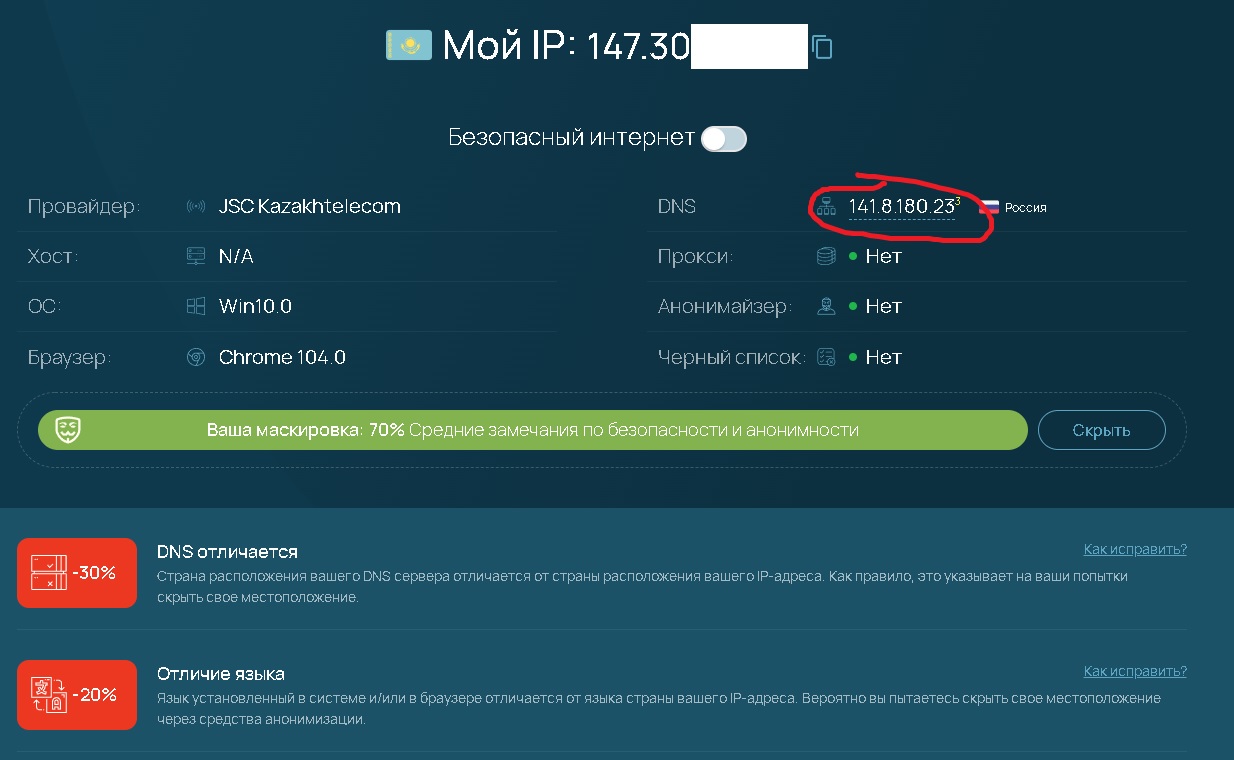 Мой IP: 147.30
Безопасный интернет
Провайдер: JSC Kazakhtelecom
Хост: N/A
ОС: Win10.0
Браузер: Chrome 104.0
DNS 141.8.180.23³ Россия
Прокси: Нет
Анонимайзер: Нет
Черный список: Нет
Ваша маскировка: 70% Средние замечания по безопасности и анонимности
Скрыть
-30%
DNS отличается
Как исправить?
Страна расположения вашего DNS сервера отличается от страны расположения вашего IP-адреса. Как правило, это указывает на ваши попытки
скрыть свое местоположение.
-20%
Отличие языка
Как исправить?
Язык установленный в системе и/или в браузере отличается от языка страны вашего IP-адреса. Вероятно вы пытаетесь скрыть свое местоположение
через средства анонимизации.